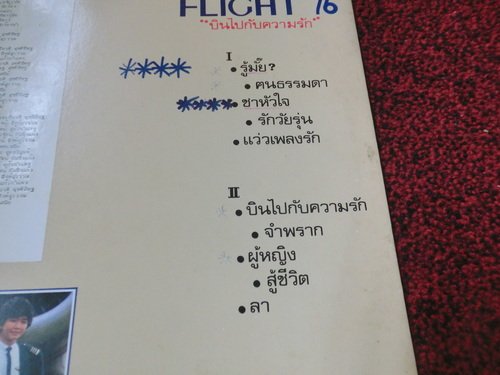 FLIGHT 76
"บินไปกับความรัก"
I
• รู้มั๊ย?
• คนธรรมดา
• ชาหัวใจ
• รักวัยรุ่น
• แว่วเพลงรัก
II
• บินไปกับความรัก
• จำพราก
• ผู้หญิง
• สู้ชีวิต
• ลา